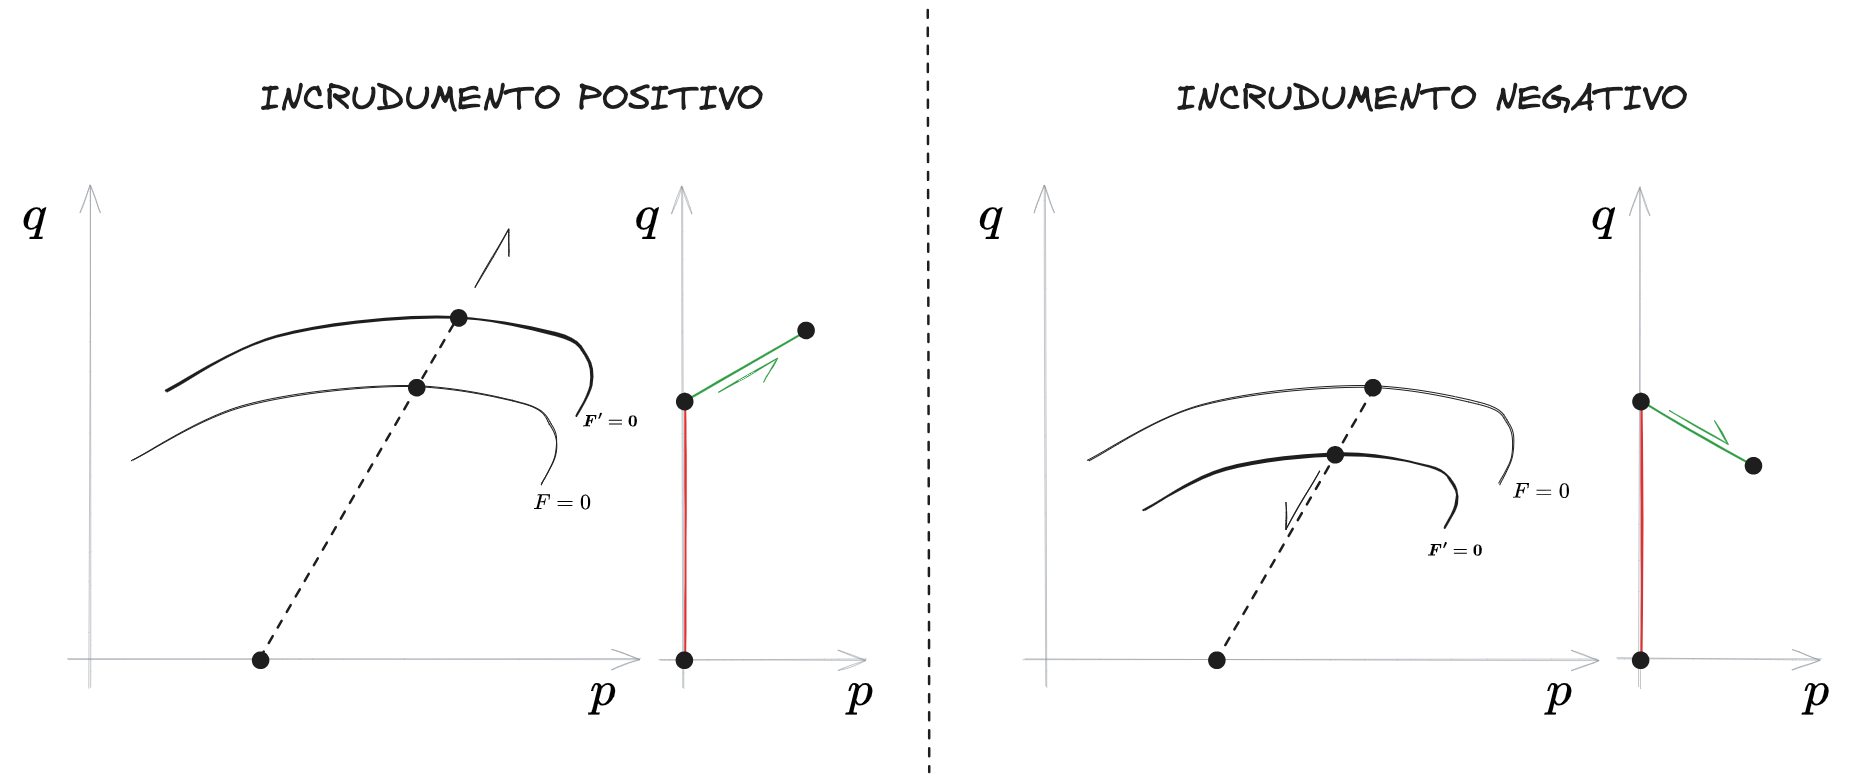 INCRUDUMENTO POSITIVO
q
q
F' = 0
F = 0
p
p
INCRUDUMENTO NEGATIVO
q
q
F = 0
F' = 0
p
p